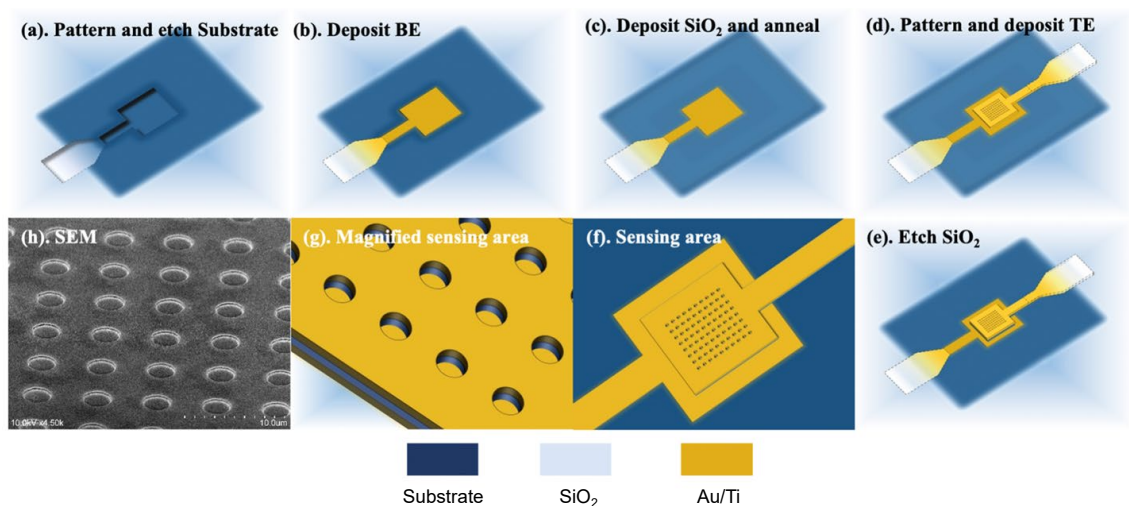 (a). Pattern and etch Substrate
(b). Deposit BE
(c). Deposit SiO₂ and anneal
(d). Pattern and deposit TE
(h). SEM
(g). Magnified sensing area
(f). Sensing area
(e). Etch SiO₂
10.0kV x4.50k
10.0um
Substrate
SiO₂
Au/Ti